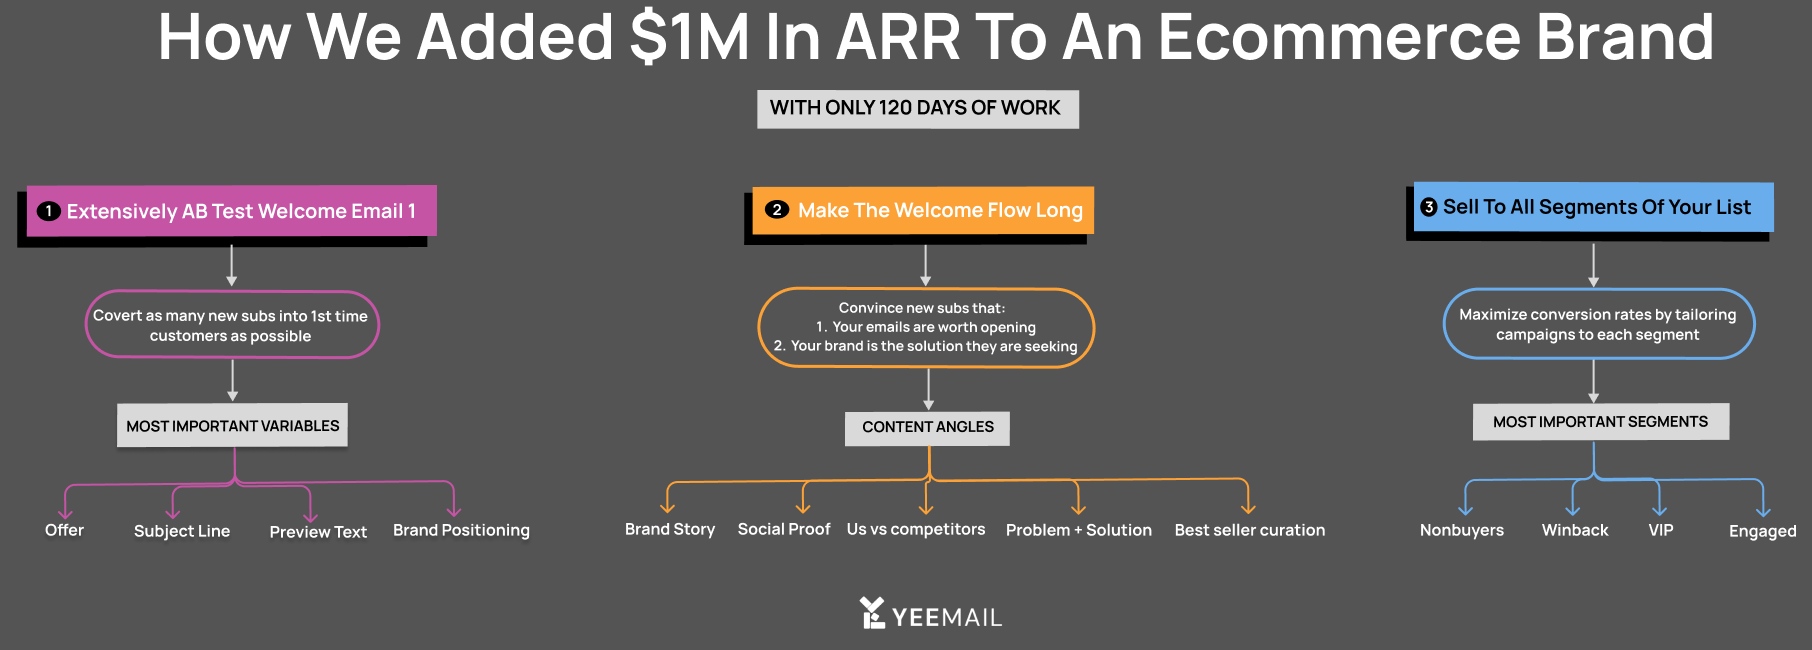 How We Added $1M In ARR To An Ecommerce Brand
WITH ONLY 120 DAYS OF WORK
1 Extensively AB Test Welcome Email 1
Covert as many new subs into 1st time
customers as possible
MOST IMPORTANT VARIABLES
Offer
Subject Line
Preview Text
Brand Positioning
2 Make The Welcome Flow Long
Convince new subs that:
1. Your emails are worth opening
2. Your brand is the solution they are seeking
CONTENT ANGLES
Brand Story
Social Proof
Us vs competitors
Problem + Solution
Best seller curation
3 Sell To All Segments Of Your List
Maximize conversion rates by tailoring
campaigns to each segment
MOST IMPORTANT SEGMENTS
Nonbuyers
Winback
VIP
Engaged
YEEMAIL